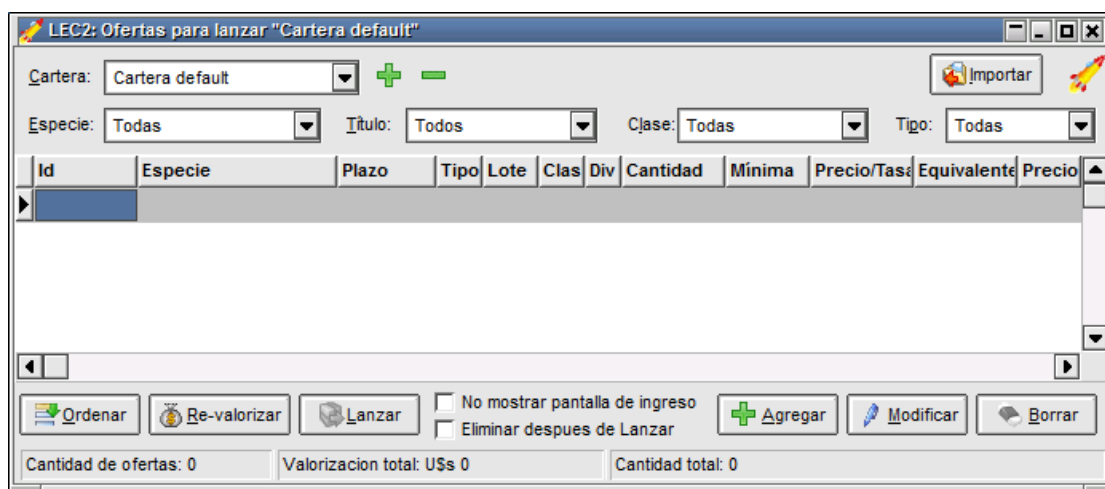 LEC2: Ofertas para lanzar "Cartera default"
Cartera: Cartera default Importar
Especie: Todas Título: Todos Clase: Todas Tipo: Todas
Id Especie Plazo Tipo Lote Clas Div Cantidad Mínima Precio/Tasa Equivalente Precio
No mostrar pantalla de ingreso
Ordenar Re-valorizar Lanzar Agregar Modificar Borrar
Eliminar despues de Lanzar
Cantidad de ofertas: 0 Valorizacion total: U$s 0 Cantidad total: 0